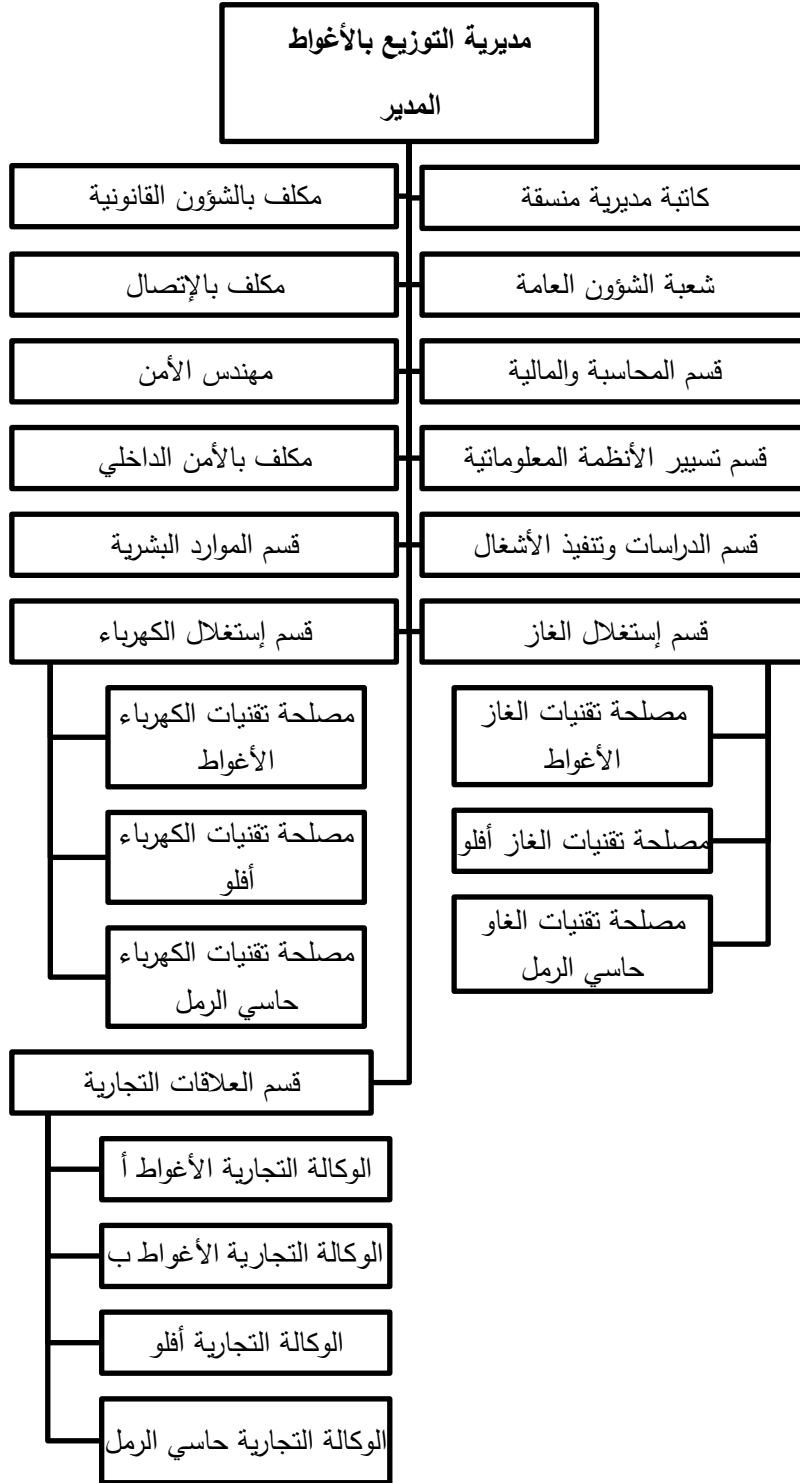 مديرية التوزيع بالأغواط
المدير
كاتبة مديرية منسقة
مكلف بالشؤون القانونية
شعبة الشؤون العامة
مكلف بالإتصال
قسم المحاسبة والمالية
مهندس الأمن
قسم تسيير الأنظمة المعلوماتية
مكلف بالأمن الداخلي
قسم الدراسات وتنفيذ الأشغال
قسم الموارد البشرية
قسم إستغلال الغاز
قسم إستغلال الكهرباء
مصلحة تقنيات الغاز
الأغواط
مصلحة تقنيات الغاز أفلو
مصلحة تقنيات الغاو
حاسي الرمل
مصلحة تقنيات الكهرباء
الأغواط
مصلحة تقنيات الكهرباء
أفلو
مصلحة تقنيات الكهرباء
حاسي الرمل
قسم العلاقات التجارية
الوكالة التجارية الأغواط أ
الوكالة التجارية الأغواط ب
الوكالة التجارية أفلو
الوكالة التجارية حاسي الرمل